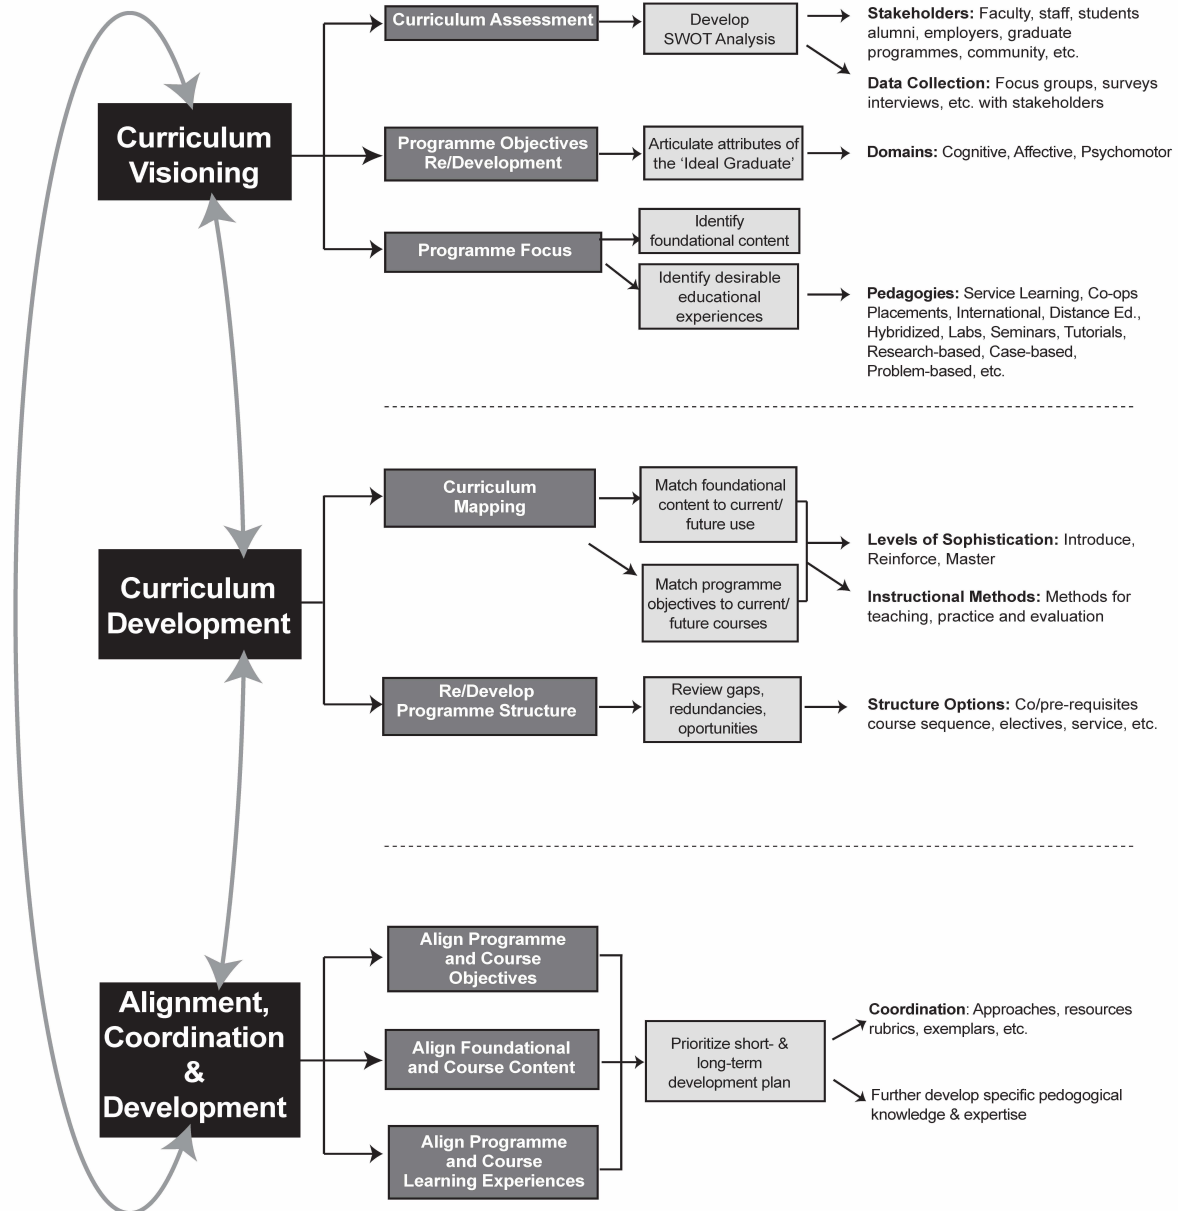 Curriculum Assessment
Develop
SWOT Analysis
Stakeholders: Faculty, staff, students
alumni, employers, graduate
programmes, community, etc.
Data Collection: Focus groups, surveys
interviews, etc. with stakeholders
Curriculum
Visioning
Programme Objectives
Re/Development
Articulate attributes of
the ‘Ideal Graduate’
Domains: Cognitive, Affective, Psychomotor
Programme Focus
Identify
foundational content
Identify desirable
educational
experiences
Pedagogies: Service Learning, Co-ops
Placements, International, Distance Ed.,
Hybridized, Labs, Seminars, Tutorials,
Research-based, Case-based,
Problem-based, etc.
Curriculum
Development
Curriculum
Mapping
Match foundational
content to current/
future use
Match programme
objectives to current/
future courses
Levels of Sophistication: Introduce,
Reinforce, Master
Instructional Methods: Methods for
teaching, practice and evaluation
Re/Develop
Programme Structure
Review gaps,
redundancies,
oportunities
Structure Options: Co/pre-requisites
course sequence, electives, service, etc.
Alignment,
Coordination
&
Development
Align Programme
and Course
Objectives
Align Foundational
and Course Content
Align Programme
and Course
Learning Experiences
Prioritize short- &
long-term
development plan
Coordination: Approaches, resources
rubrics, exemplars, etc.
Further develop specific pedogogical
knowledge & expertise